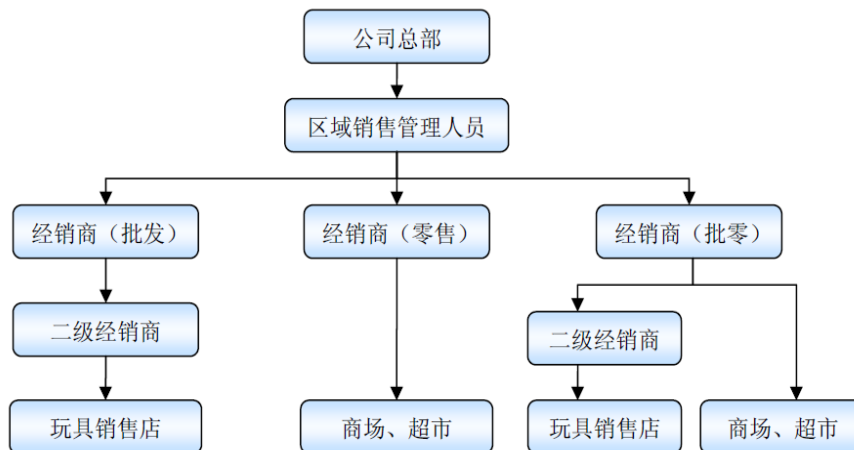 公司总部
区域销售管理人员
经销商（批发）
经销商（零售）
经销商（批零）
二级经销商
二级经销商
玩具销售店
商场、超市
玩具销售店
商场、超市